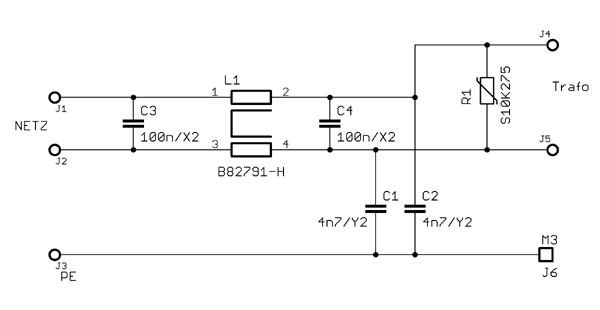 J4
L1
1
2
J1
C3
100n/X2
C4
100n/X2
R1
S10K275
Trafo
NETZ
J2
3
4
B82791-H
J5
C1
4n7/Y2
C2
4n7/Y2
J3
PE
M3
J6